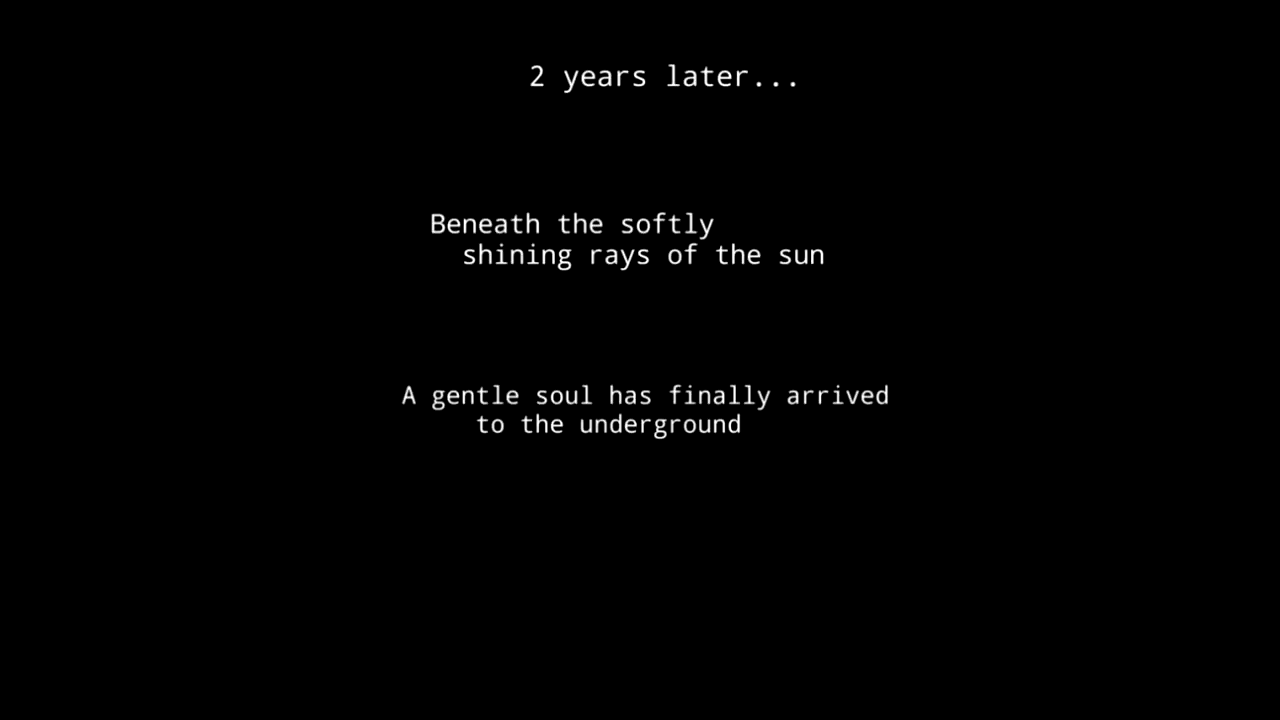 2 years later...
Beneath the softly
shining rays of the sun
A gentle soul has finally arrived
to the underground